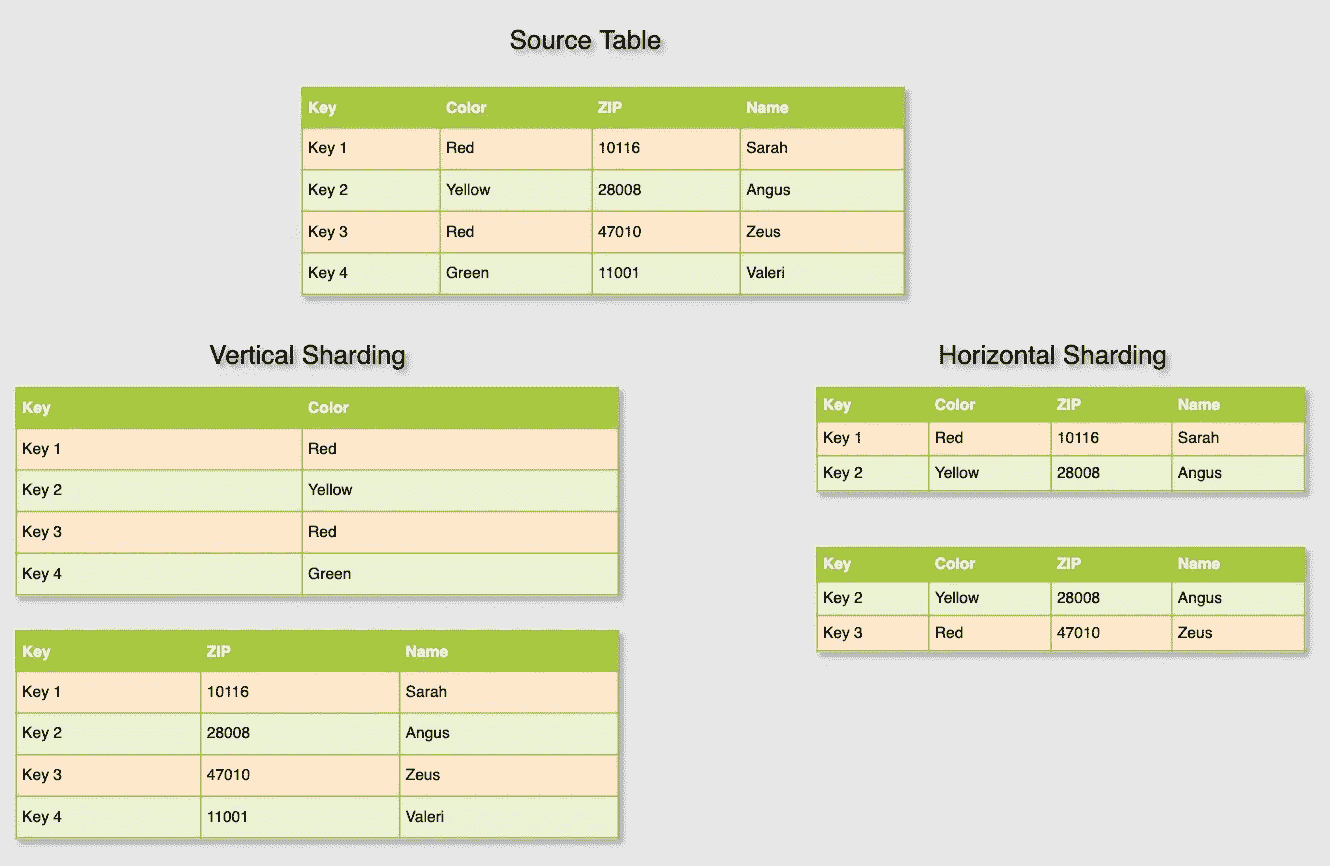 Source Table
Key Color ZIP Name
Key 1 Red 10116 Sarah
Key 2 Yellow 28008 Angus
Key 3 Red 47010 Zeus
Key 4 Green 11001 Valeri
Vertical Sharding
Key Color
Key 1 Red
Key 2 Yellow
Key 3 Red
Key 4 Green
Key ZIP Name
Key 1 10116 Sarah
Key 2 28008 Angus
Key 3 47010 Zeus
Key 4 11001 Valeri
Horizontal Sharding
Key Color ZIP Name
Key 1 Red 10116 Sarah
Key 2 Yellow 28008 Angus
Key Color ZIP Name
Key 2 Yellow 28008 Angus
Key 3 Red 47010 Zeus